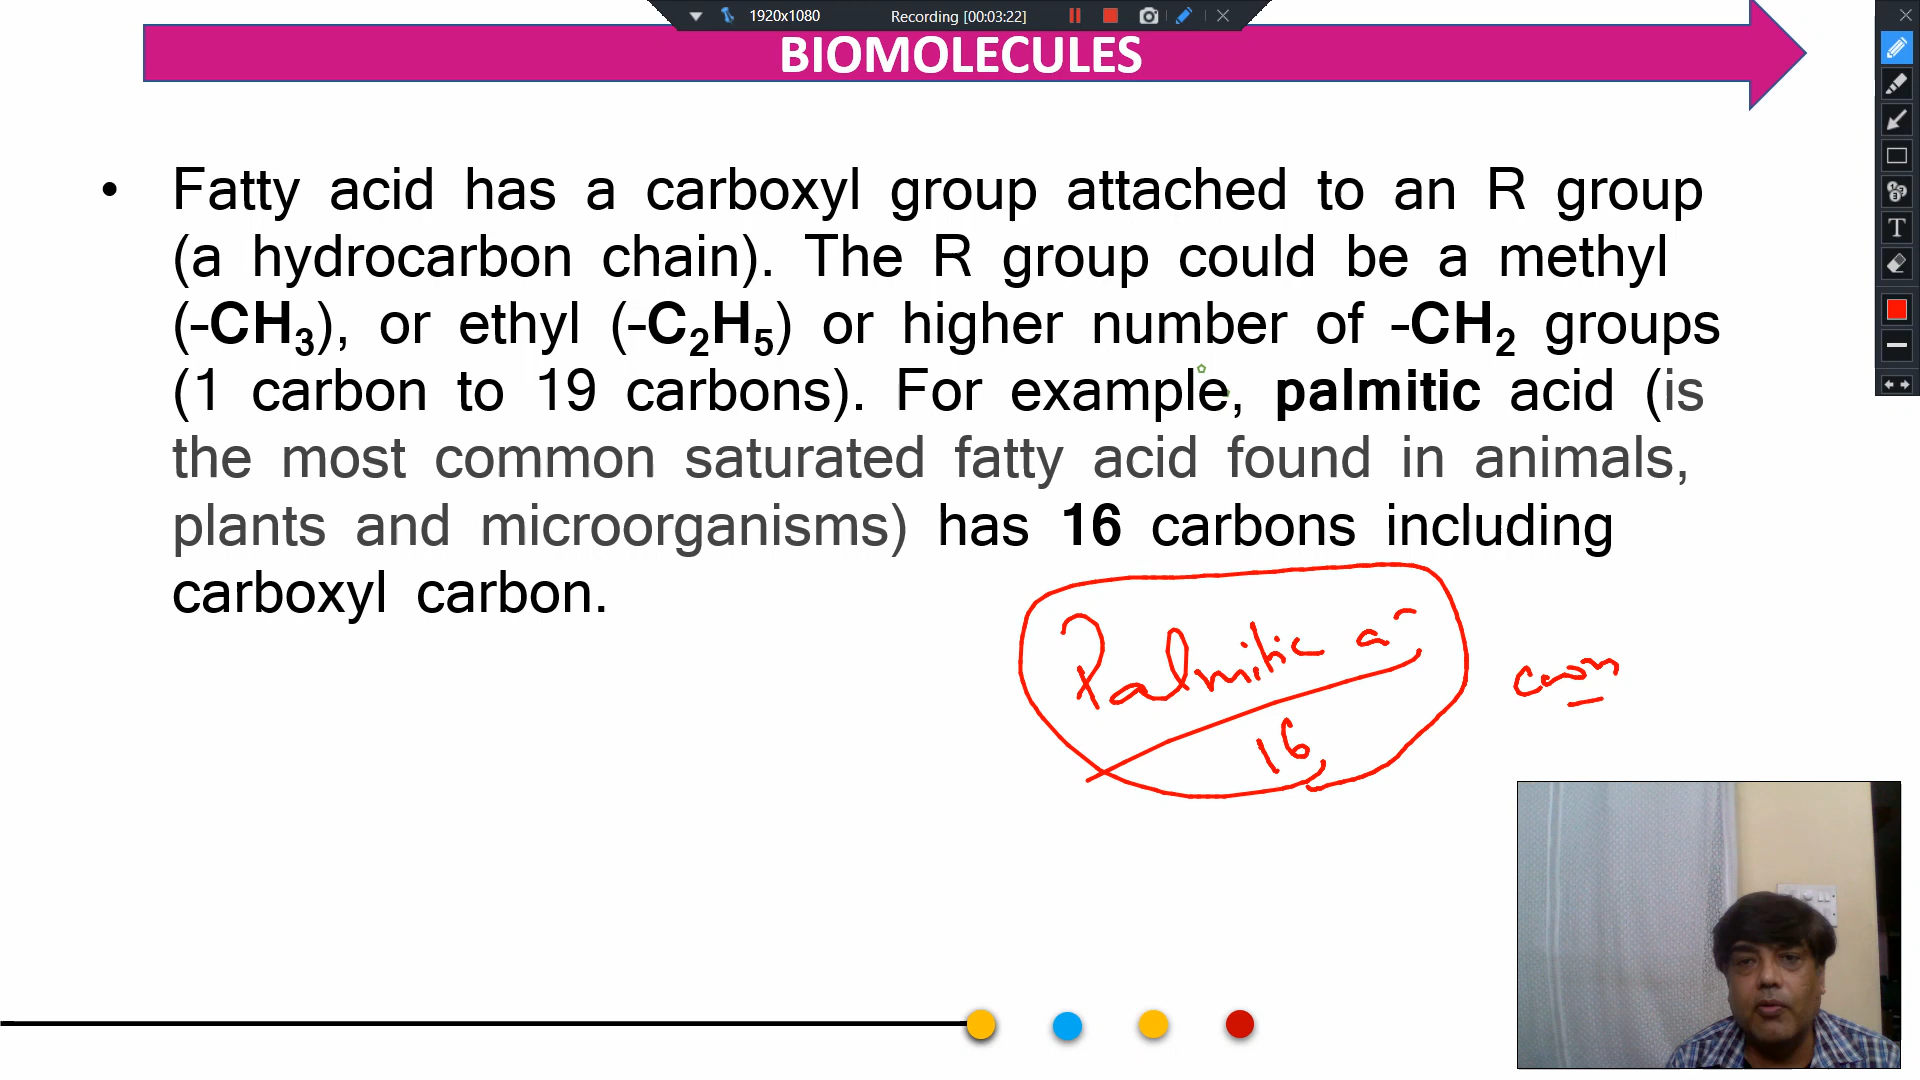 1920x1080 Recording [00:03:22]
BIOMOLECULES
• Fatty acid has a carboxyl group attached to an R group
(a hydrocarbon chain). The R group could be a methyl
(-CH₃), or ethyl (-C₂H₅) or higher number of -CH₂ groups
(1 carbon to 19 carbons). For example, palmitic acid (is
the most common saturated fatty acid found in animals,
plants and microorganisms) has 16 carbons including
carboxyl carbon.
Palmitic a
16
T